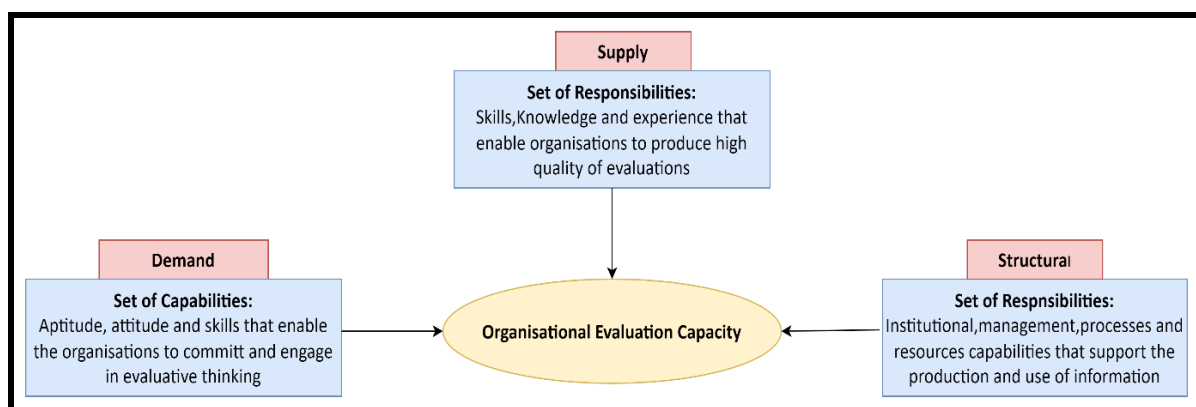 Supply
Set of Responsibilities:
Skills,Knowledge and experience that
enable organisations to produce high
quality of evaluations
Demand
Set of Capabilities:
Aptitude, attitude and skills that enable
the organisations to committ and engage
in evaluative thinking
Organisational Evaluation Capacity
Structural
Set of Respnsibilities:
Institutional,management,processes and
resources capabilities that support the
production and use of information